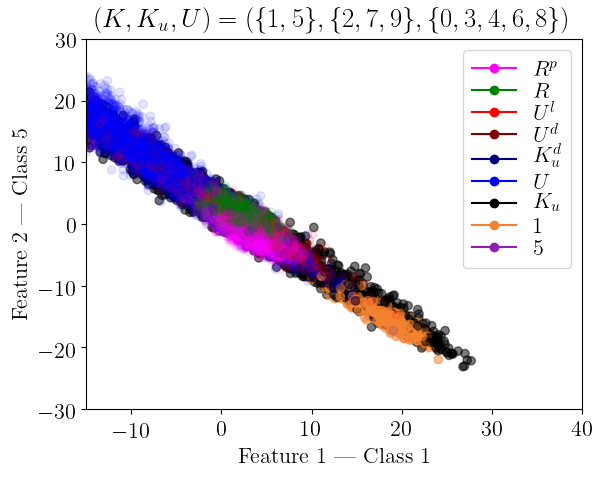 (K, K_u, U) = ({1, 5}, {2, 7, 9}, {0, 3, 4, 6, 8})
30
20
10
0
−10
−20
−30
Feature 2 — Class 5
R^p
R
U^l
U^d
K_u^d
U
K_u
1
5
−10
0
10
20
30
40
Feature 1 — Class 1